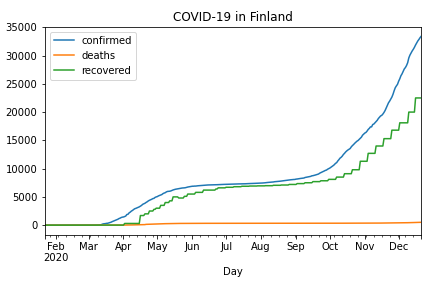 COVID-19 in Finland
confirmed
deaths
recovered
35000
30000
25000
20000
15000
10000
5000
0
Feb Mar Apr May Jun Jul Aug Sep Oct Nov Dec
2020
Day